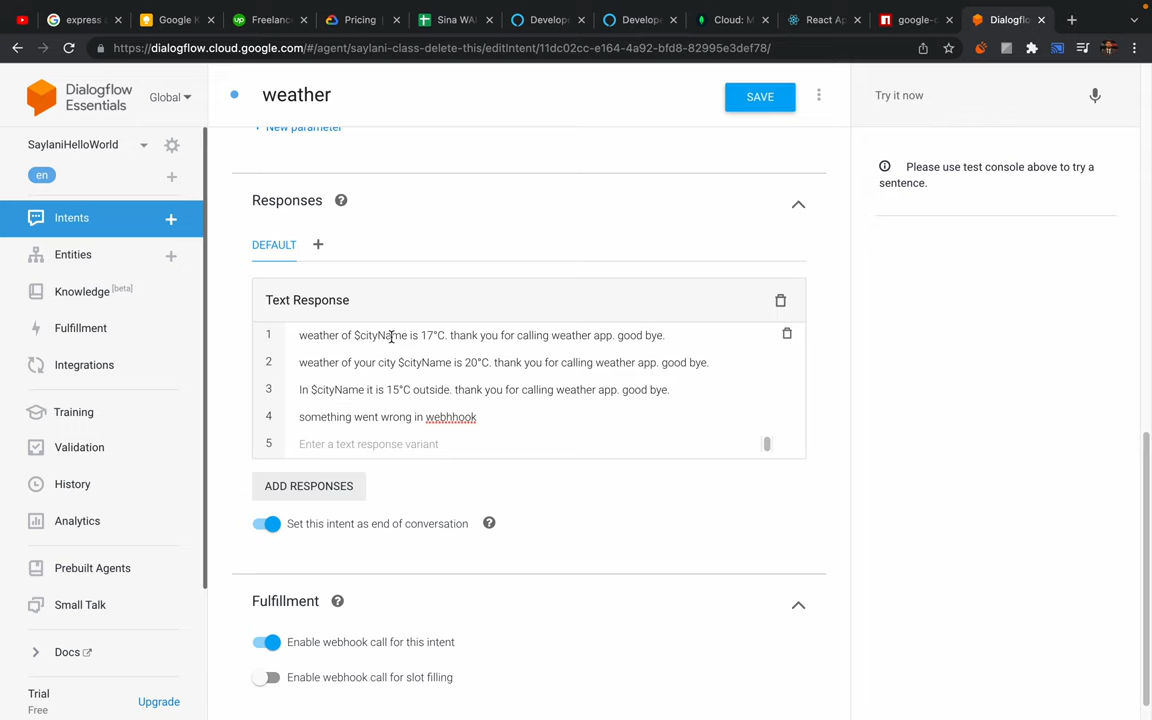 express a
Google K
Freelanc
Pricing
Sina WA
Develop
Develop
Cloud: M
React Ap
google-c
Dialogflo
https://dialogflow.cloud.google.com/#/agent/saylani-class-delete-this/editIntent/11dc02cc-e164-4a92-bfd8-82995e3def78/
Dialogflow
Essentials
Global
weather
SAVE
Try it now
New parameter
SaylaniHelloWorld
en
Please use test console above to try a
sentence.
Responses
Intents
DEFAULT
Entities
Knowledge [beta]
Text Response
Fulfillment
1 weather of $cityName is 17°C. thank you for calling weather app. good bye.
2 weather of your city $cityName is 20°C. thank you for calling weather app. good bye.
Integrations
3 In $cityName it is 15°C outside. thank you for calling weather app. good bye.
Training
4 something went wrong in webhhook
Validation
5 Enter a text response variant
History
ADD RESPONSES
Analytics
Set this intent as end of conversation
Prebuilt Agents
Small Talk
Fulfillment
Enable webhook call for this intent
Docs
Enable webhook call for slot filling
Trial
Free
Upgrade